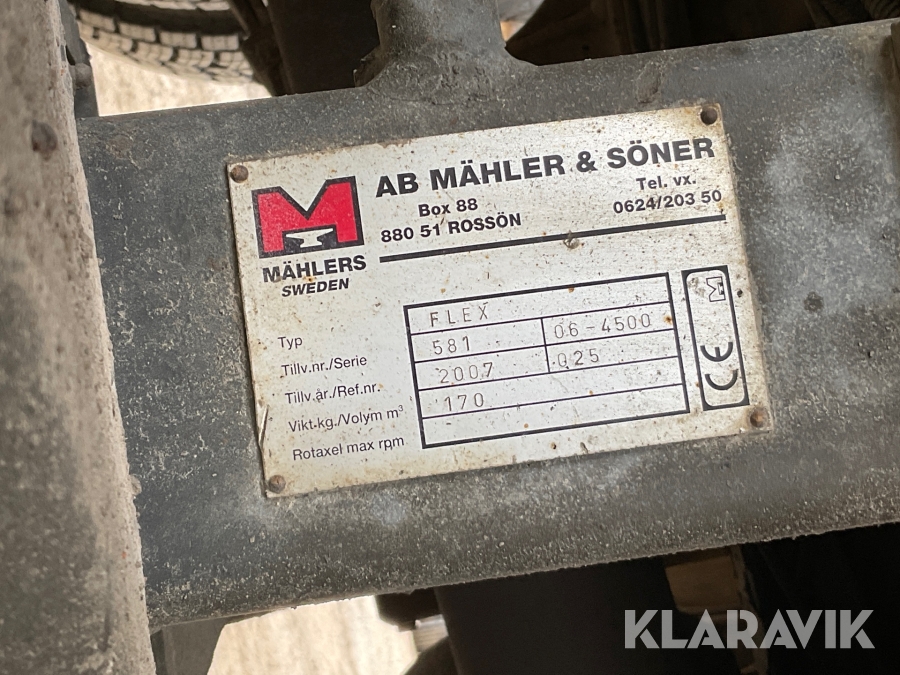 AB MÄHLER & SÖNER
Box 88 Tel. vx.
880 51 ROSSÖN 0624/203 50
MÄHLERS
SWEDEN
Typ FLEX
Tillv.nr./Serie 581 06-4500
Tillv.år./Ref.nr. 2007 025
Vikt-kg./Volym m³ 170
Rotaxel max rpm
M
CE
KLARAVIK